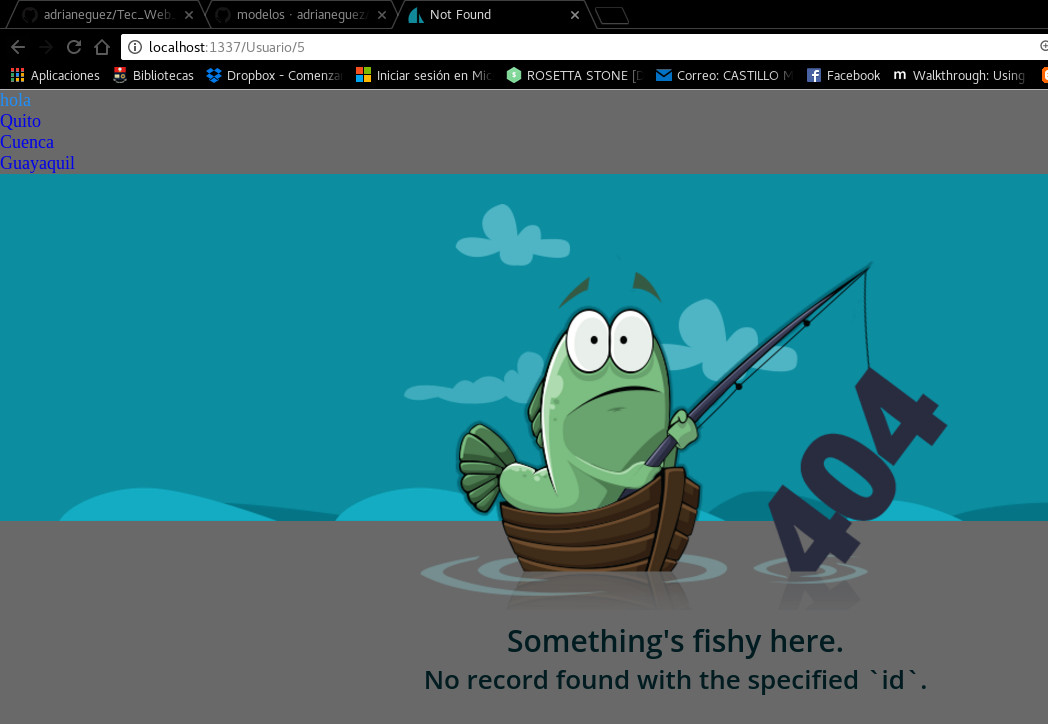 adrianeguez/Tec_Web_
modelos · adrianeguez/
Not Found
localhost:1337/Usuario/5
Aplicaciones
Bibliotecas
Dropbox - Comenza
Iniciar sesión en Mic
ROSETTA STONE [D
Correo: CASTILLO M
Facebook
m Walkthrough: Using
hola
Quito
Cuenca
Guayaquil
404
Something's fishy here.
No record found with the specified `id`.